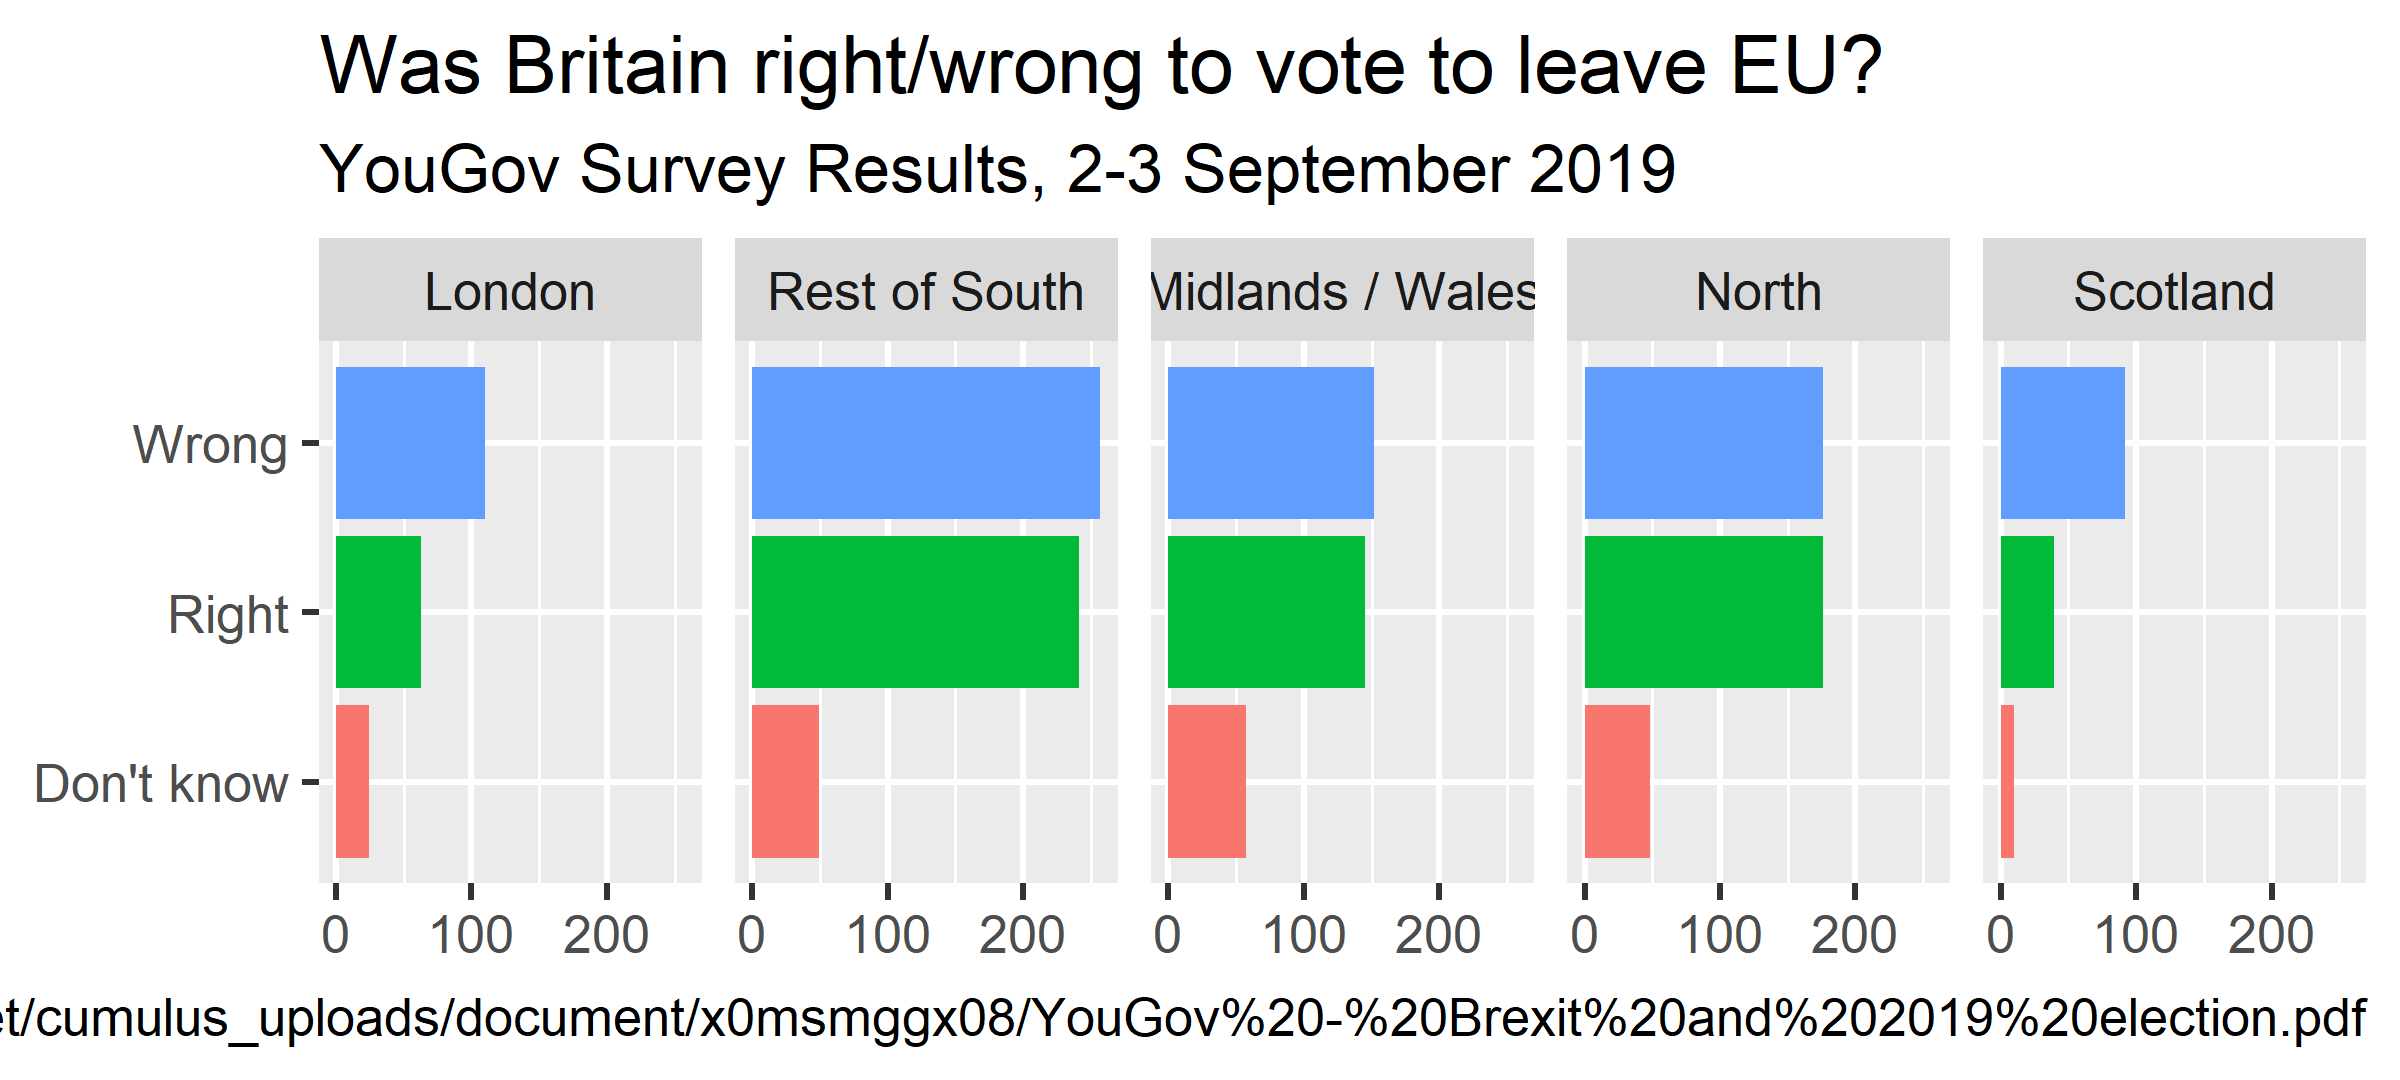 Was Britain right/wrong to vote to leave EU?
YouGov Survey Results, 2-3 September 2019
London Rest of South Midlands / Wales North Scotland
Wrong
Right
Don't know
0 100 200 0 100 200 0 100 200 0 100 200 0 100 200
et/cumulus_uploads/document/x0msmggx08/YouGov%20-%20Brexit%20and%202019%20election.pdf